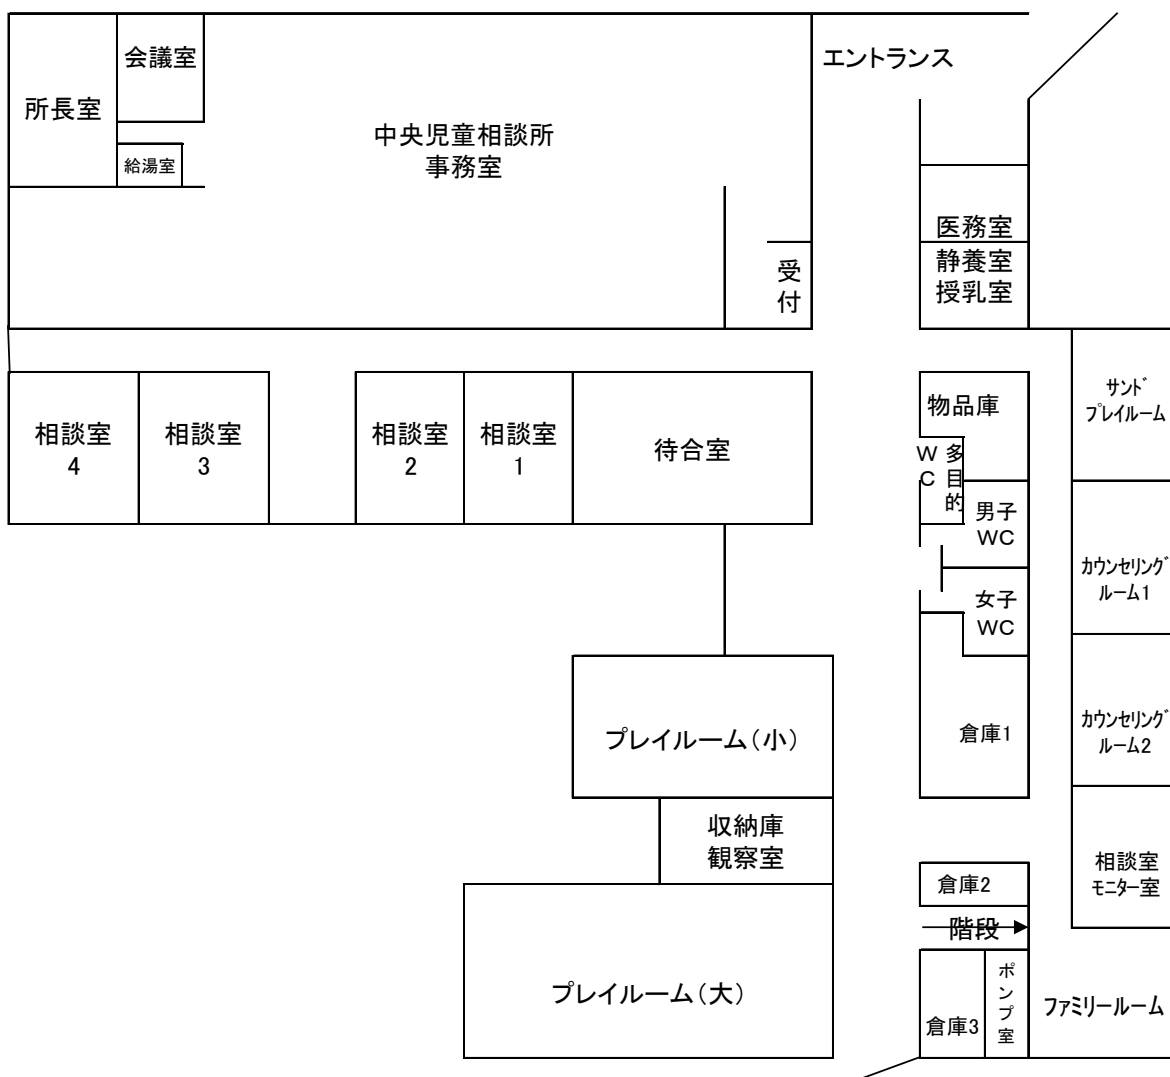 会議室
エントランス
所長室
中央児童相談所
事務室
給湯室
医務室
静養室
授乳室
受
付
サンド
プレイルーム
物品庫
相談室
4
相談室
3
相談室
2
相談室
1
待合室
多目的
WC
男子
WC
カウンセリング
ルーム1
女子
WC
プレイルーム(小)
倉庫1
カウンセリング
ルーム2
収納庫
観察室
相談室
モニター室
倉庫2
階段
プレイルーム(大)
倉庫3
ポンプ室
ファミリールーム